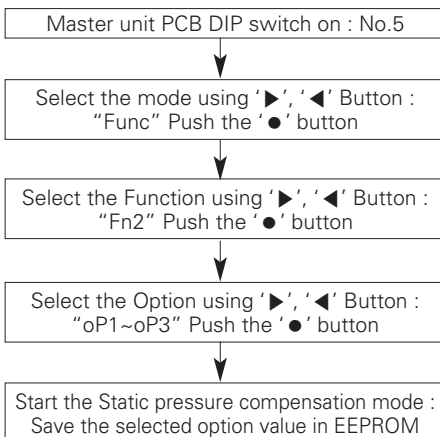 Master unit PCB DIP switch on : No.5
Select the mode using ‘▶’, ‘◀’ Button :
“Func” Push the ‘●’ button
Select the Function using ‘▶’, ‘◀’ Button :
“Fn2” Push the ‘●’ button
Select the Option using ‘▶’, ‘◀’ Button :
“oP1~oP3” Push the ‘●’ button
Start the Static pressure compensation mode :
Save the selected option value in EEPROM